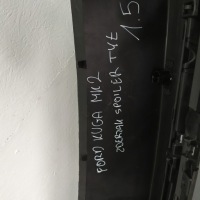 FORD KUGA MK2
ZDERZAK SPOILER TYŁ
1.5